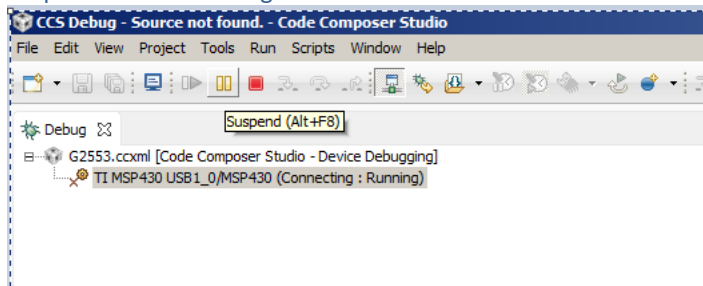 CCS Debug - Source not found. - Code Composer Studio
File Edit View Project Tools Run Scripts Window Help
Suspend (Alt+F8)
Debug
G2553.ccxml [Code Composer Studio - Device Debugging]
TI MSP430 USB1_0/MSP430 (Connecting : Running)